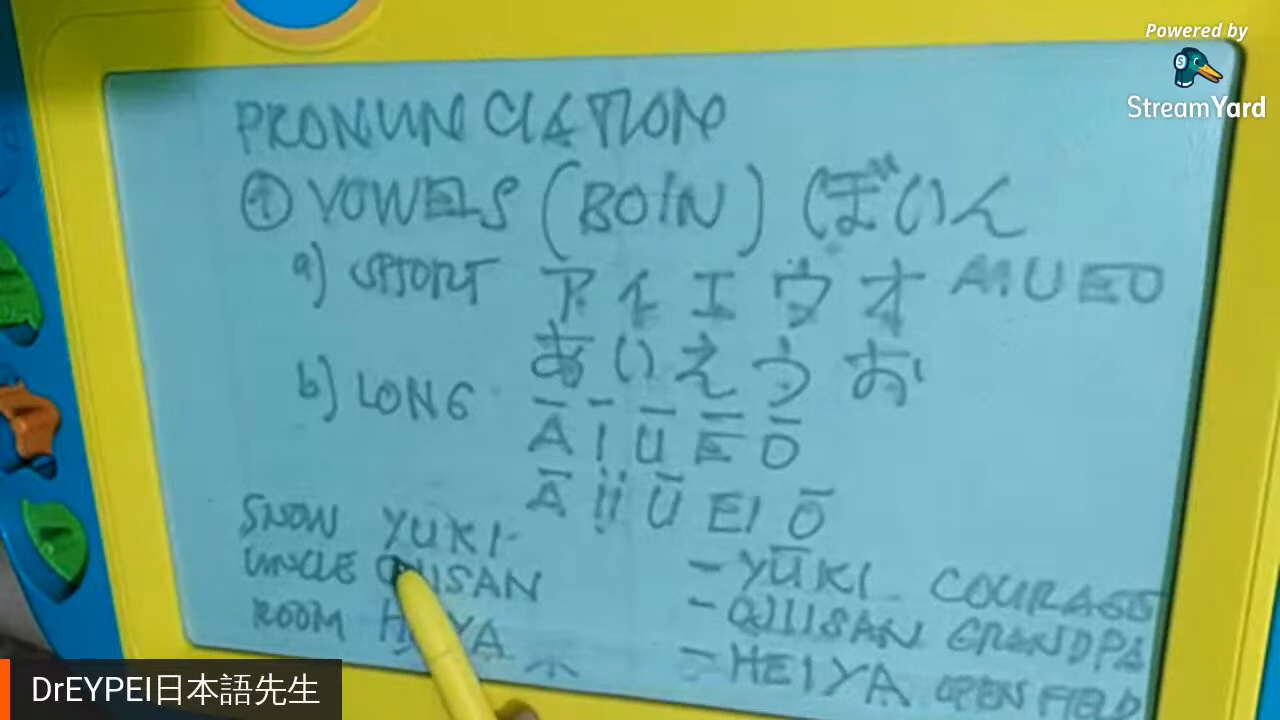 Powered by
StreamYard
PRONUNCIATION
① VOWELS (BOIN) ぼいん
a) SHORT アイエウオ AIUEO
あいえうお
b) LONG Ā Ī Ū Ē Ō
Ā ii Ū EI Ō
SNOW YUKI - YŪKI COURAGE
UNCLE OJISAN - OJIISAN GRANDPA
ROOM HEYA - HEIYA OPEN FIELD
DrEYPEI日本語先生